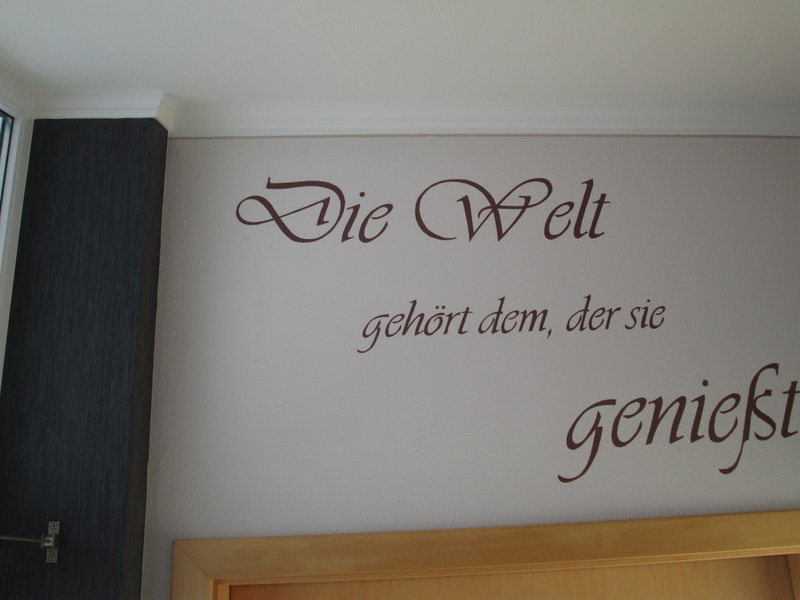 Die Welt
gehört dem, der sie
genießt